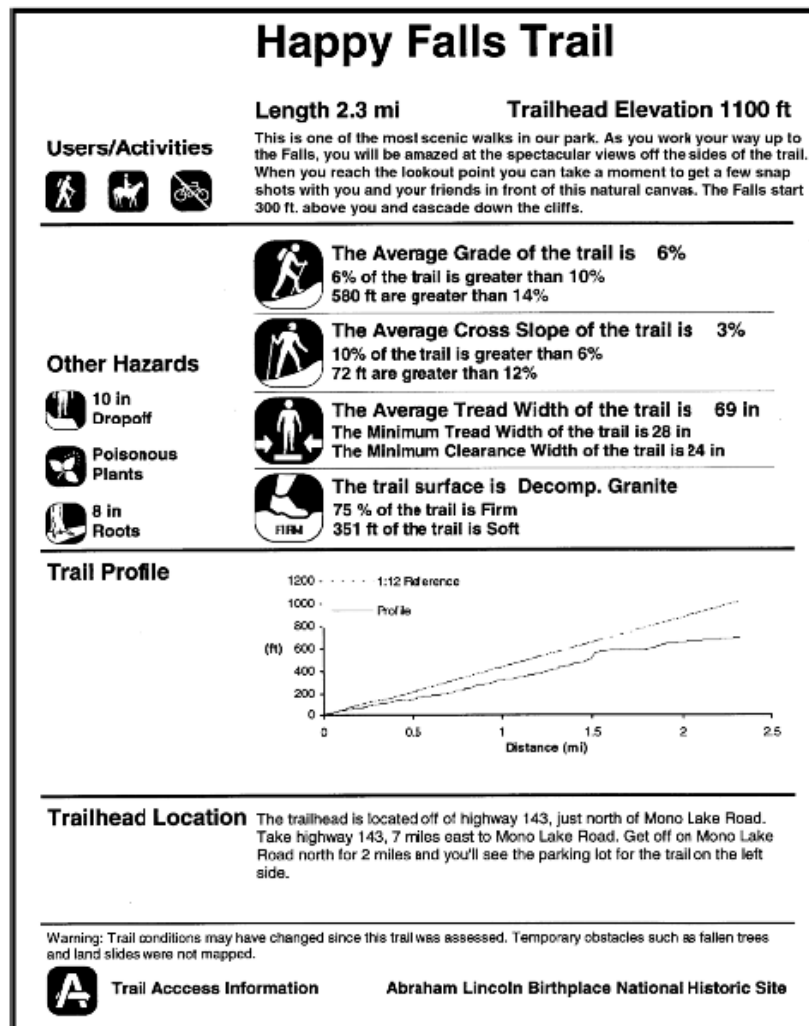 Happy Falls Trail
Length 2.3 mi
Trailhead Elevation 1100 ft
Users/Activities
This is one of the most scenic walks in our park. As you work your way up to
the Falls, you will be amazed at the spectacular views off the sides of the trail.
When you reach the lookout point you can take a moment to get a few snap
shots with you and your friends in front of this natural canvas. The Falls start
300 ft. above you and cascade down the cliffs.
The Average Grade of the trail is 6%
6% of the trail is greater than 10%
580 ft are greater than 14%
The Average Cross Slope of the trail is 3%
10% of the trail is greater than 6%
72 ft are greater than 12%
Other Hazards
10 in
Dropoff
Poisonous
Plants
8 in
Roots
The Average Tread Width of the trail is 69 in
The Minimum Tread Width of the trail is 28 in
The Minimum Clearance Width of the trail is 24 in
The trail surface is Decomp. Granite
75 % of the trail is Firm
351 ft of the trail is Soft
FIRM
Trail Profile
1200
1:12 Reference
1000
Profile
800
(ft) 600
400
200
0
0 0.5 1 1.5 2 2.5
Distance (mi)
Trailhead Location
The trailhead is located off of highway 143, just north of Mono Lake Road.
Take highway 143, 7 miles east to Mono Lake Road. Get off on Mono Lake
Road north for 2 miles and you'll see the parking lot for the trail on the left
side.
Warning: Trail conditions may have changed since this trail was assessed. Temporary obstacles such as fallen trees
and land slides were not mapped.
A Trail Acccess Information
Abraham Lincoln Birthplace National Historic Site